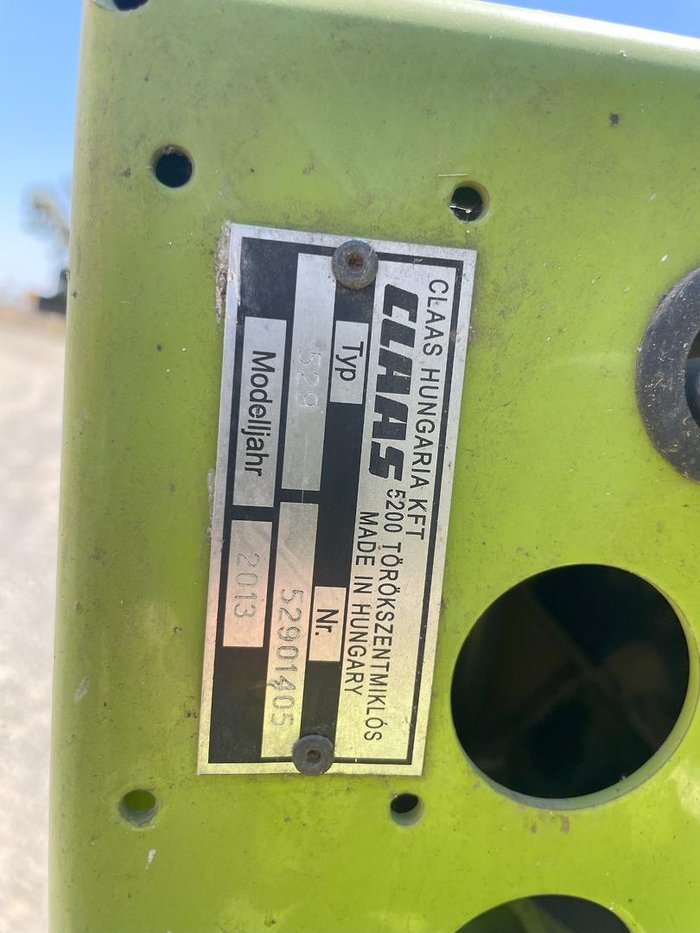 CLAAS HUNGARIA KFT
CLAAS 5200 TÖRÖKSZENTMIKLÓS
MADE IN HUNGARY
Typ Nr.
529 52901405
Modelljahr 2013